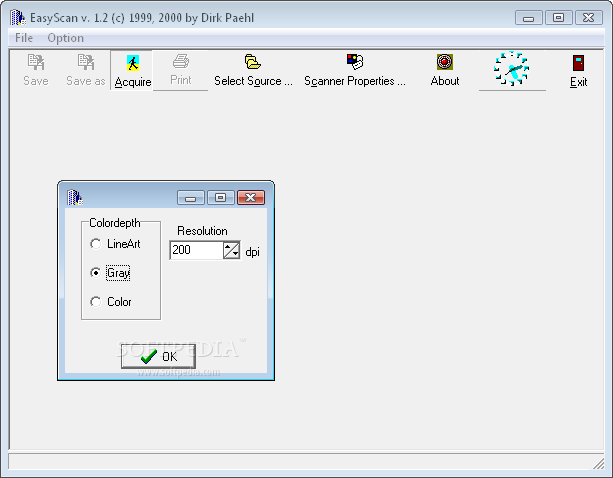 EasyScan v. 1.2 (c) 1999, 2000 by Dirk Paehl
File Option
Save Save as Acquire Print Select Source ... Scanner Properties ... About Exit
Colordepth
Resolution
LineArt
200 dpi
Gray
Color
SOFTPEDIA™
OK
www.softpedia.com